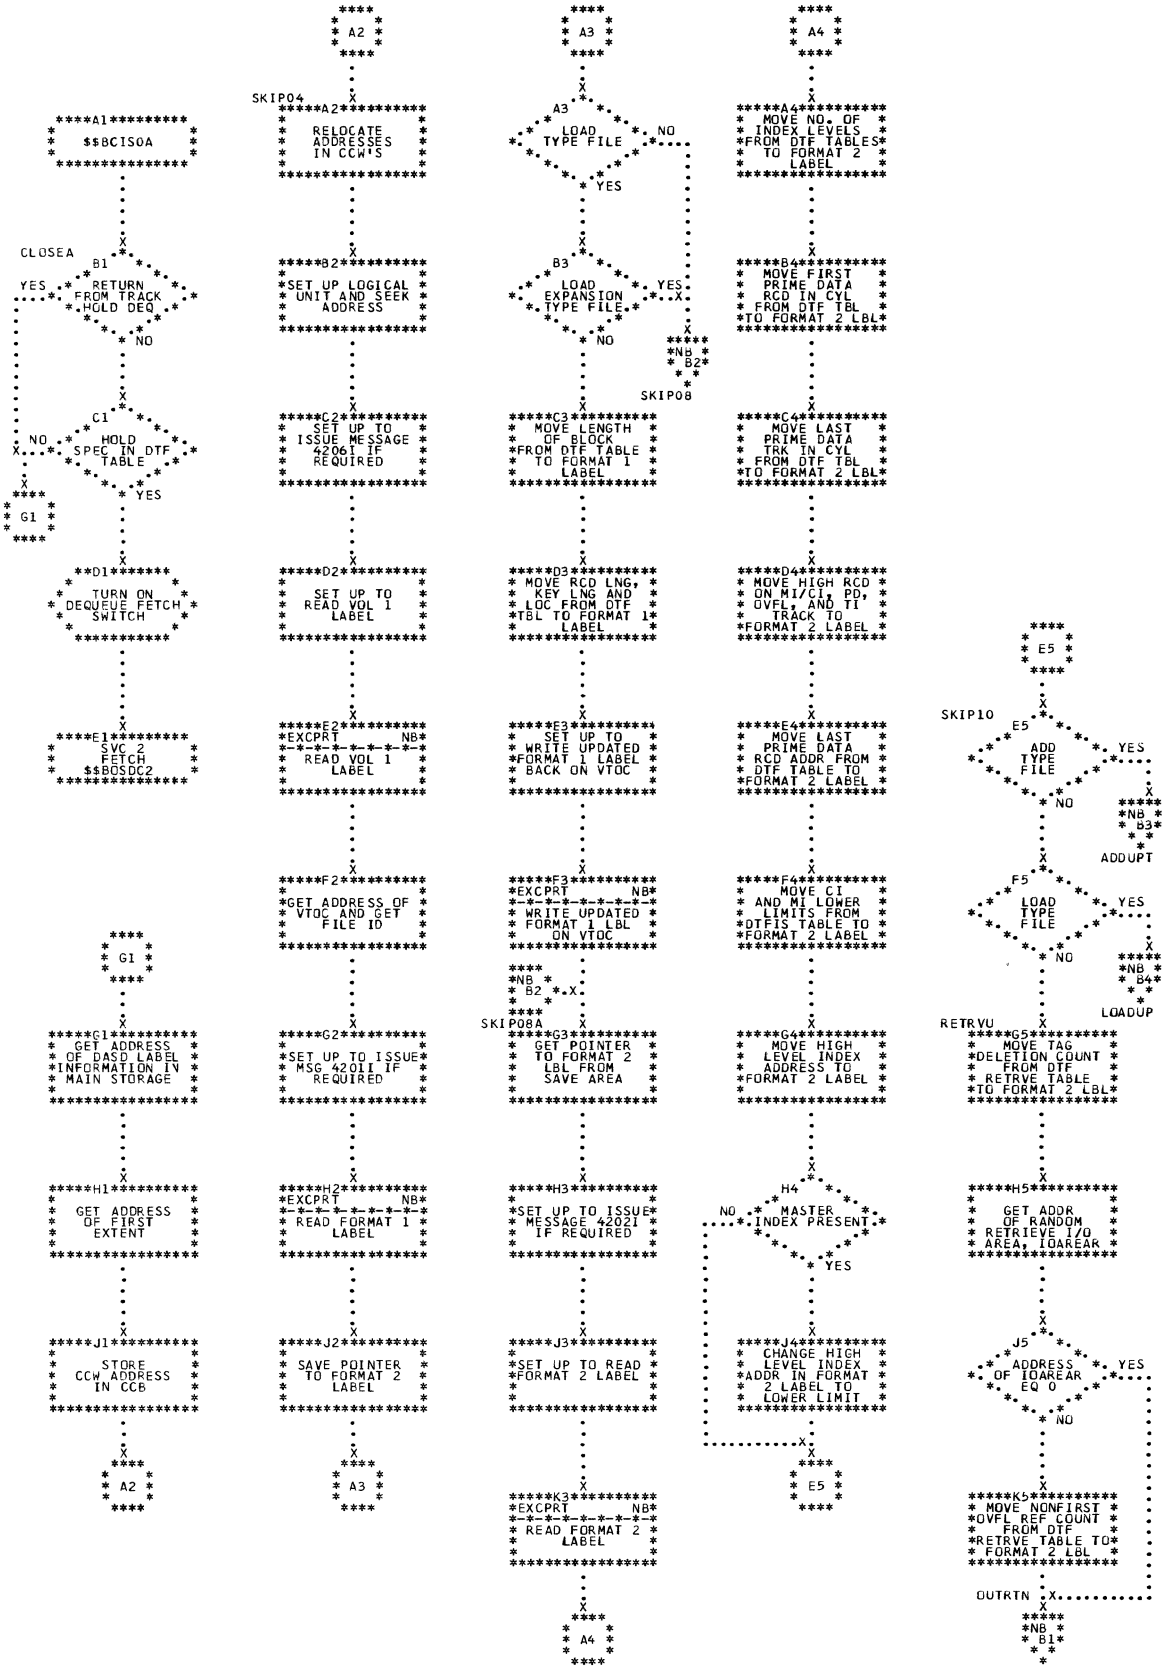 A1
$$BCISOA
CLOSEA
B1
RETURN
FROM TRACK
HOLD DEQ
YES
NO
C1
HOLD
SPEC IN DTF
TABLE
NO
YES
G1
D1
TURN ON
DEQUEUE FETCH
SWITCH
E1
SVC 2
FETCH
$$BOSDC2
G1
G1
GET ADDRESS
OF DASD LABEL
INFORMATION IN
MAIN STORAGE
H1
GET ADDRESS
OF FIRST
EXTENT
J1
STORE
CCW ADDRESS
IN CCB
A2
A2
SKIP04
A2
RELOCATE
ADDRESSES
IN CCW'S
B2
SET UP LOGICAL
UNIT AND SEEK
ADDRESS
C2
SET UP TO
ISSUE MESSAGE
4206I IF
REQUIRED
D2
SET UP TO
READ VOL 1
LABEL
E2
EXCPRT NB
READ VOL 1
LABEL
F2
GET ADDRESS OF
VTOC AND GET
FILE ID
G2
SET UP TO ISSUE
MSG 4201I IF
REQUIRED
H2
EXCPRT NB
READ FORMAT 1
LABEL
J2
SAVE POINTER
TO FORMAT 2
LABEL
A3
A3
A3
LOAD
TYPE FILE
NO
YES
B3
LOAD
EXPANSION
TYPE FILE
YES
NO
NB
B2
SKIP08
C3
MOVE LENGTH
OF BLOCK
FROM DTF TABLE
TO FORMAT 1
LABEL
D3
MOVE RCD LNG,
KEY LNG AND
LOC FROM DTF
TBL TO FORMAT 1
LABEL
E3
SET UP TO
WRITE UPDATED
FORMAT 1 LABEL
BACK ON VTOC
F3
EXCPRT NB
WRITE UPDATED
FORMAT 1 LBL
ON VTOC
NB
B2
SKIP08A
G3
GET POINTER
TO FORMAT 2
LBL FROM
SAVE AREA
H3
SET UP TO ISSUE
MESSAGE 4202I
IF REQUIRED
J3
SET UP TO READ
FORMAT 2 LABEL
K3
EXCPRT NB
READ FORMAT 2
LABEL
A4
A4
A4
MOVE NO. OF
INDEX LEVELS
FROM DTF TABLES
TO FORMAT 2
LABEL
B4
MOVE FIRST
PRIME DATA
RCD IN CYL
FROM DTF TBL
TO FORMAT 2 LBL
C4
MOVE LAST
PRIME DATA
TRK IN CYL
FROM DTF TBL
TO FORMAT 2 LBL
D4
MOVE HIGH RCD
ON MI/CI, PD,
OVFL, AND TI
TRACK TO
FORMAT 2 LABEL
E4
MOVE LAST
PRIME DATA
RCD ADDR FROM
DTF TABLE TO
FORMAT 2 LABEL
F4
MOVE CI
AND MI LOWER
LIMITS FROM
DTFIS TABLE TO
FORMAT 2 LABEL
G4
MOVE HIGH
LEVEL INDEX
ADDRESS TO
FORMAT 2 LABEL
H4
MASTER
INDEX PRESENT
NO
YES
J4
CHANGE HIGH
LEVEL INDEX
ADDR IN FORMAT
2 LABEL TO
LOWER LIMIT
E5
E5
SKIP10
E5
ADD
TYPE
FILE
YES
NO
NB
B3
ADDUPT
F5
LOAD
TYPE
FILE
YES
NO
NB
B4
LOADUP
RETRVU
G5
MOVE TAG
DELETION COUNT
FROM DTF
RETRVE TABLE
TO FORMAT 2 LBL
H5
GET ADDR
OF RANDOM
RETRIEVE I/O
AREA, IOAREAR
J5
ADDRESS
OF IOAREAR
EQ 0
YES
NO
K5
MOVE NONFIRST
OVFL REF COUNT
FROM DTF
RETRVE TABLE TO
FORMAT 2 LBL
OUTRTN
NB
B1